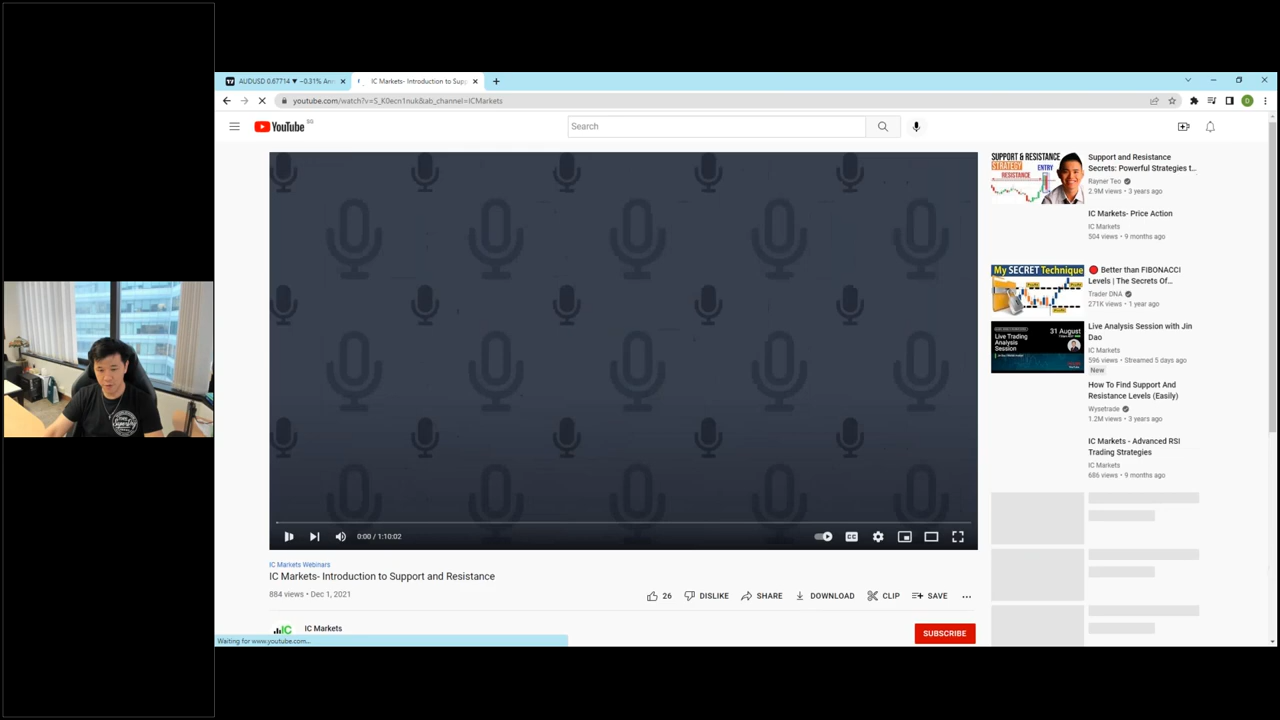 AUDUSD 0.67714 ▼ −0.31%
IC Markets- Introduction to Supp
youtube.com/watch?v=S_K0ecn1nuk&ab_channel=ICMarkets
YouTube SG
Search
SUPPORT & RESISTANCE
STRATEGY
ENTRY
RESISTANCE
Support and Resistance
Secrets: Powerful Strategies t...
Rayner Teo
2.9M views • 3 years ago
IC Markets- Price Action
IC Markets
504 views • 9 months ago
My SECRET Technique
Better than FIBONACCI
Levels | The Secrets Of...
Trader DNA
271K views • 1 year ago
31 August
Live Trading
Analysis
Session
Live Analysis Session with Jin
Dao
IC Markets
596 views • Streamed 5 days ago
New
How To Find Support And
Resistance Levels (Easily)
Wysetrade
1.2M views • 3 years ago
IC Markets - Advanced RSI
Trading Strategies
IC Markets
686 views • 9 months ago
0:00 / 1:10:02
CC
IC Markets Webinars
IC Markets- Introduction to Support and Resistance
884 views • Dec 1, 2021
26
DISLIKE
SHARE
DOWNLOAD
CLIP
SAVE
IC
IC Markets
SUBSCRIBE
Waiting for www.youtube.com...